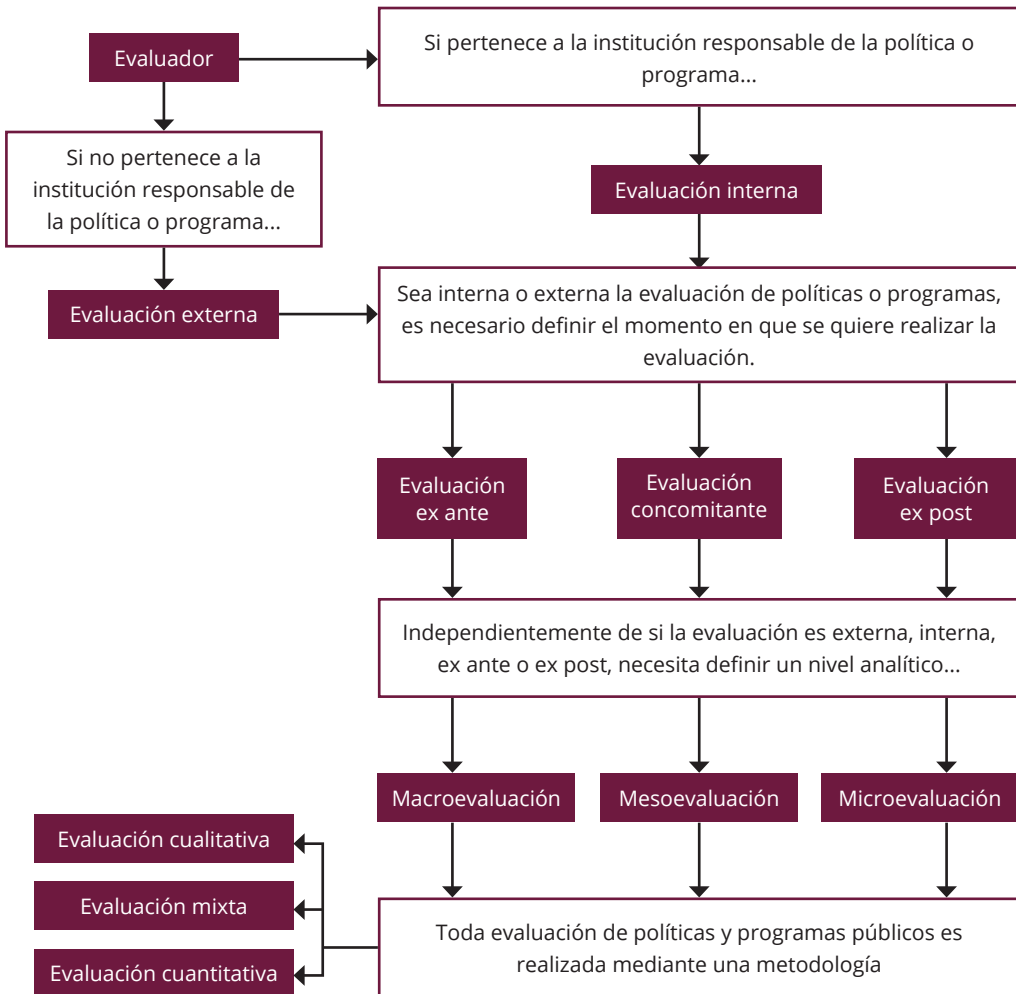 Evaluador
Si pertenece a la institución responsable de la política o
programa...
Si no pertenece a la
institución responsable de
la política o programa...
Evaluación interna
Evaluación externa
Sea interna o externa la evaluación de políticas o programas,
es necesario definir el momento en que se quiere realizar la
evaluación.
Evaluación
ex ante
Evaluación
concomitante
Evaluación
ex post
Independientemente de si la evaluación es externa, interna,
ex ante o ex post, necesita definir un nivel analítico...
Macroevaluación
Mesoevaluación
Microevaluación
Toda evaluación de políticas y programas públicos es
realizada mediante una metodología
Evaluación cualitativa
Evaluación mixta
Evaluación cuantitativa